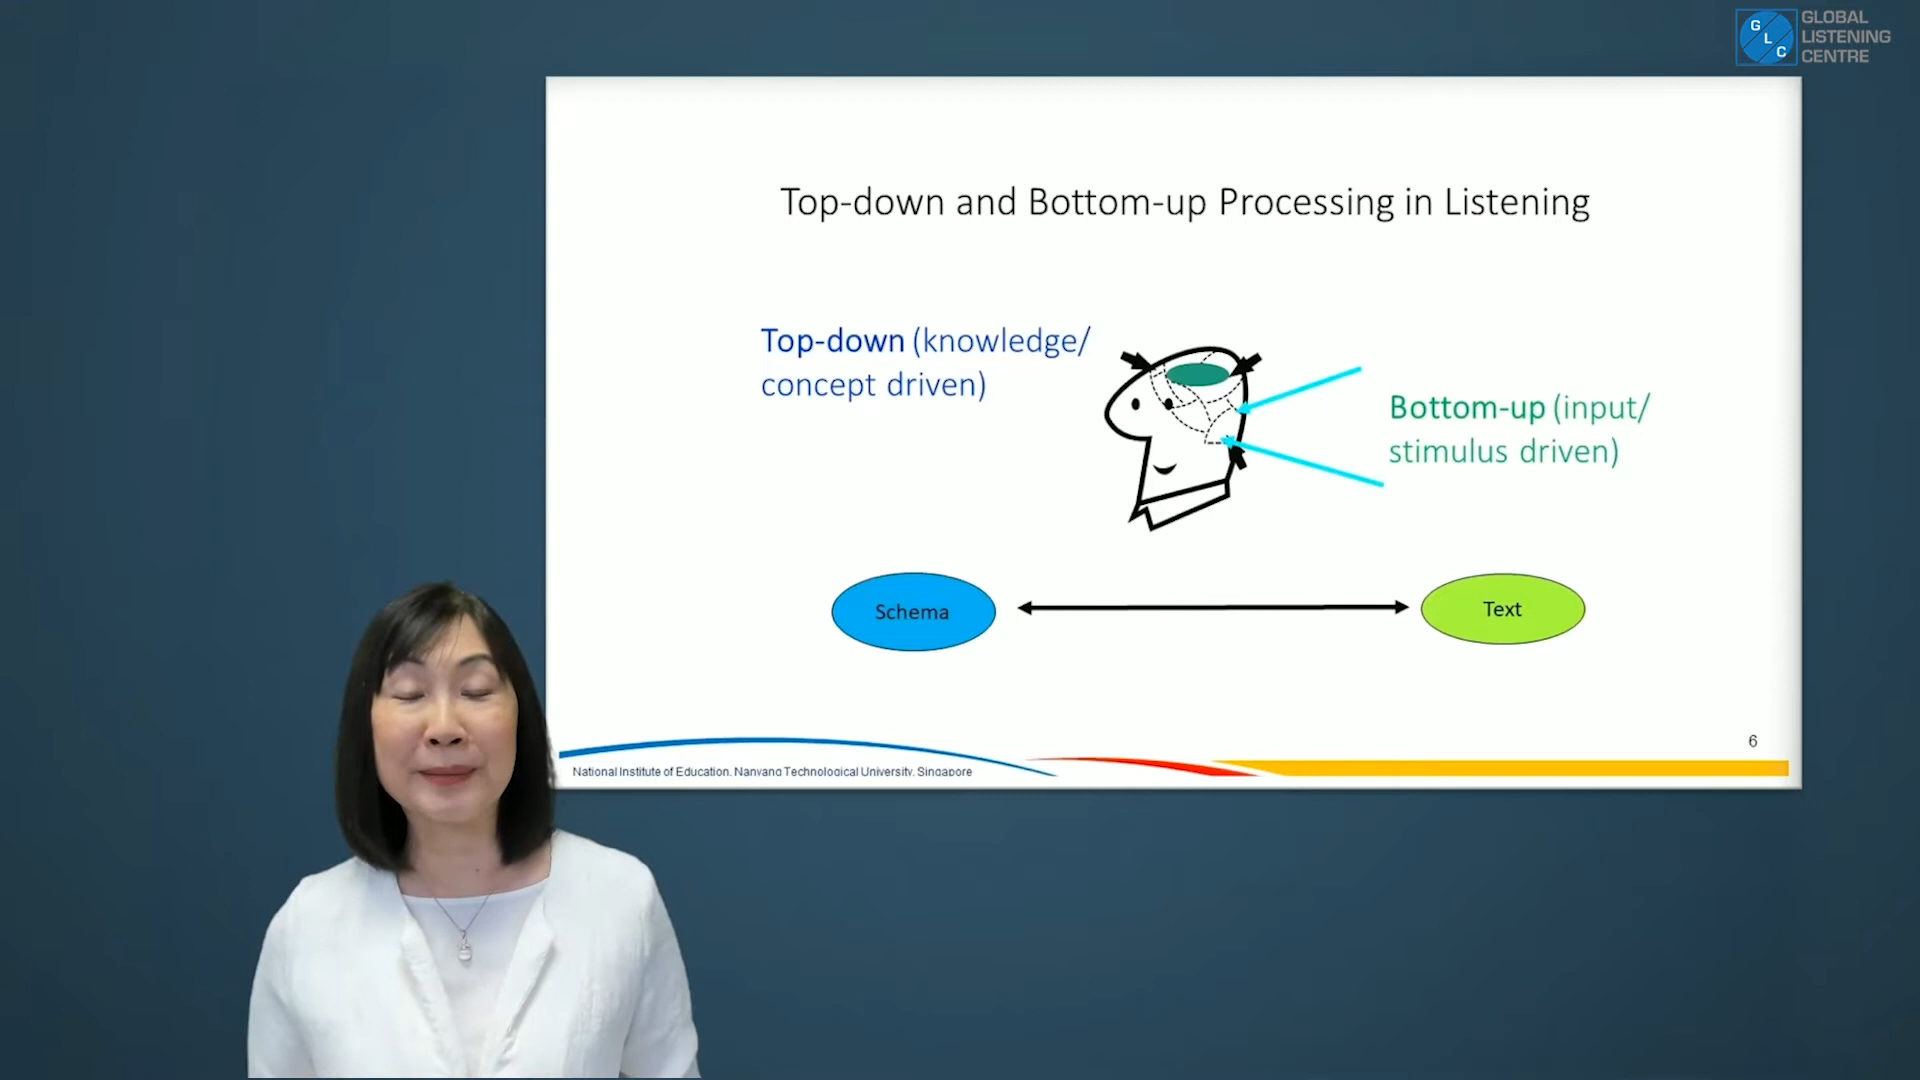 G
L
C
GLOBAL
LISTENING
CENTRE
Top-down and Bottom-up Processing in Listening
Top-down (knowledge/
concept driven)
Bottom-up (input/
stimulus driven)
Schema
Text
6
National Institute of Education, Nanyang Technological University, Singapore